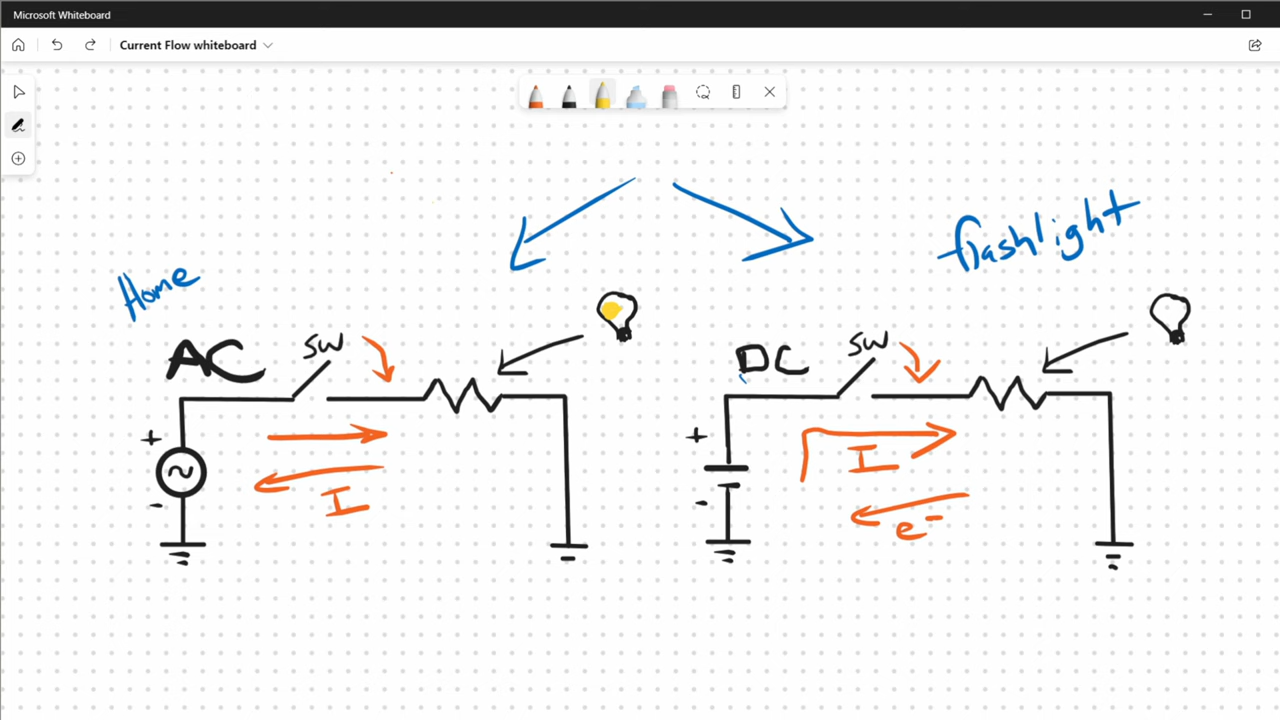 Microsoft Whiteboard
Current Flow whiteboard
flashlight
Home
AC
SW
DC
SW
+
-
I
+
-
I
e-